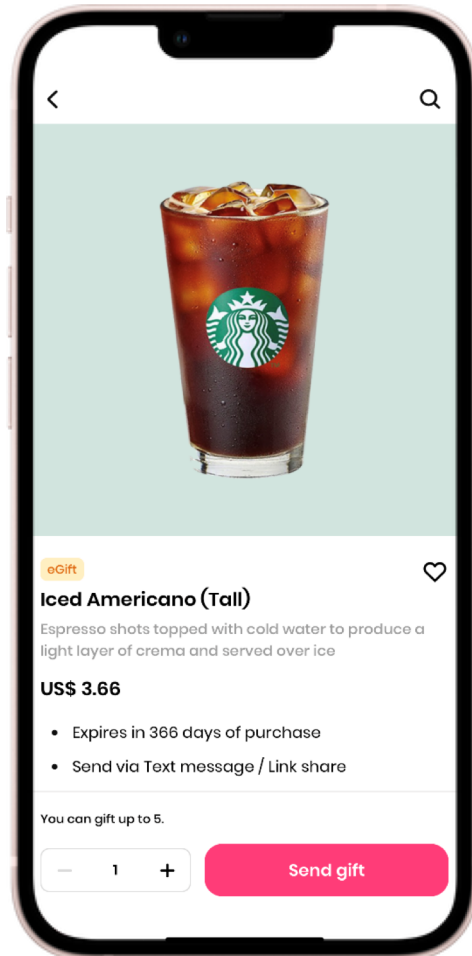 eGift
Iced Americano (Tall)
Espresso shots topped with cold water to produce a
light layer of crema and served over ice
US$ 3.66
• Expires in 366 days of purchase
• Send via Text message / Link share
You can gift up to 5.
1
Send gift